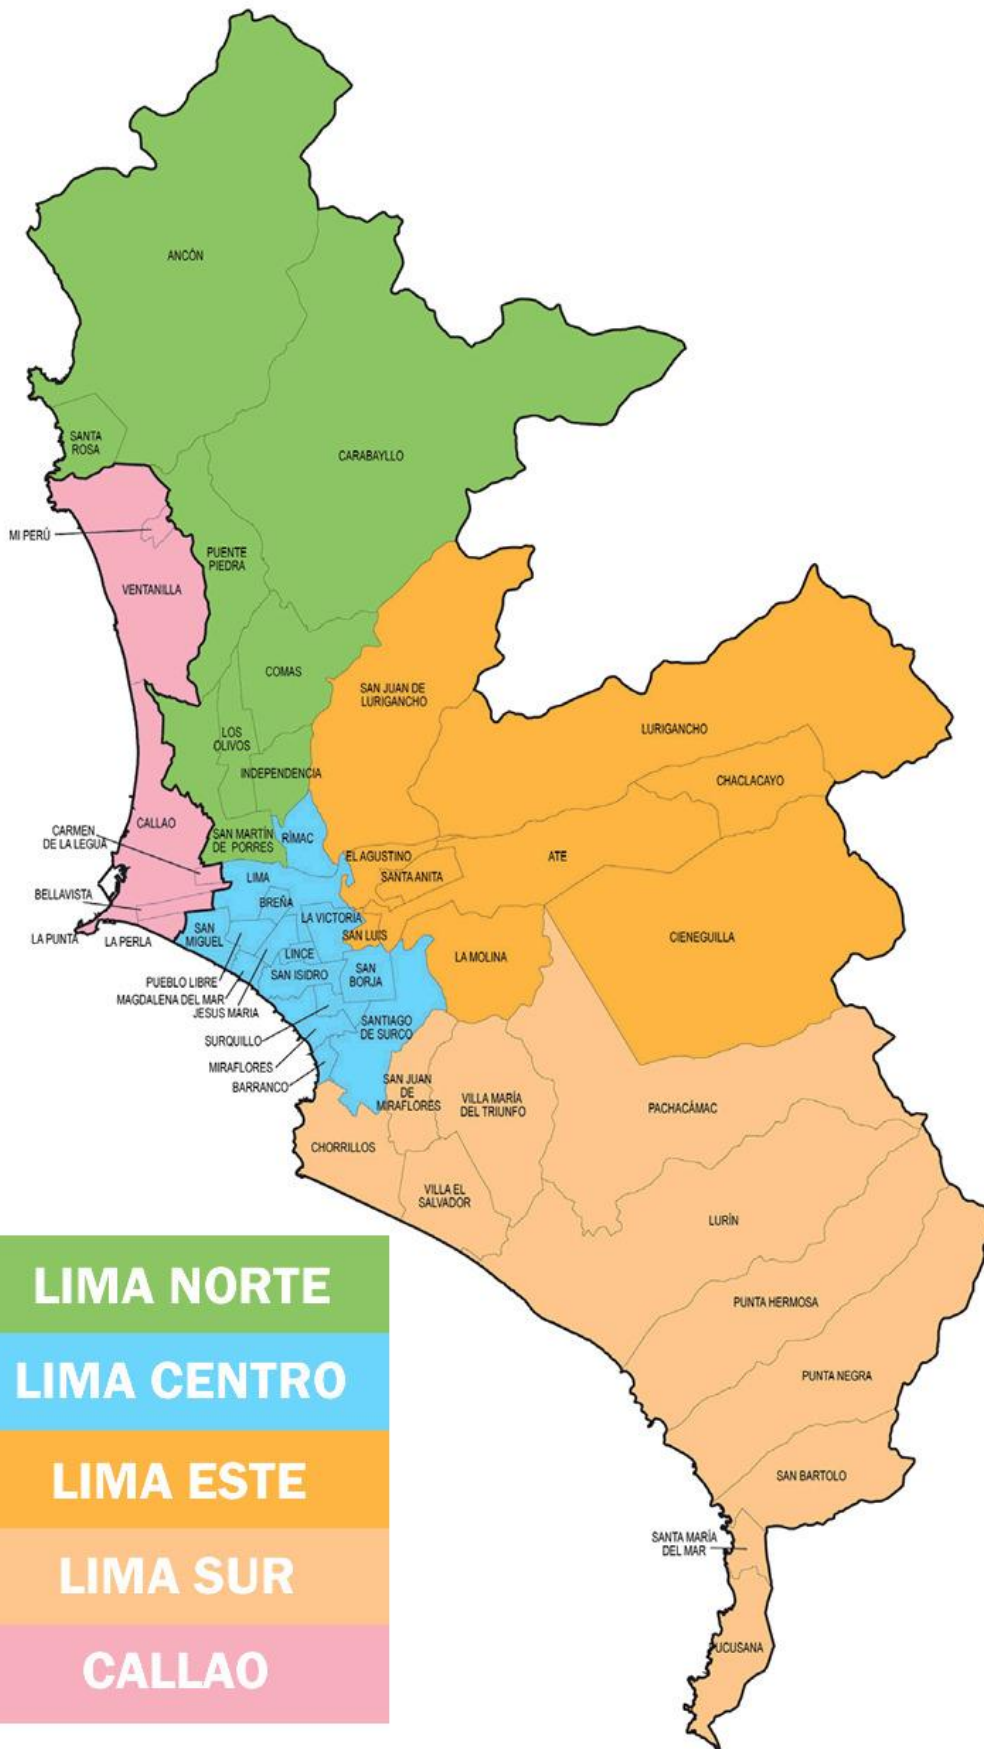 ANCÓN
SANTA
ROSA
CARABAYLLO
MI PERÚ
PUENTE
PIEDRA
VENTANILLA
COMAS
SAN JUAN DE
LURIGANCHO
LOS
OLIVOS
LURIGANCHO
INDEPENDENCIA
CHACLACAYO
CALLAO
CARMEN
DE LA LEGUA
SAN MARTÍN
DE PORRES
RÍMAC
EL AGUSTINO
ATE
SANTA ANITA
LIMA
BELLAVISTA
BREÑA
LA VICTORIA
SAN
MIGUEL
SAN LUIS
CIENEGUILLA
LA PUNTA
LA PERLA
LINCE
LA MOLINA
SAN ISIDRO
SAN
BORJA
PUEBLO LIBRE
MAGDALENA DEL MAR
JESUS MARIA
SANTIAGO
DE SURCO
SURQUILLO
MIRAFLORES
BARRANCO
SAN JUAN
DE
MIRAFLORES
VILLA MARÍA
DEL TRIUNFO
PACHACÁMAC
CHORRILLOS
VILLA EL
SALVADOR
LURÍN
PUNTA HERMOSA
PUNTA NEGRA
SAN BARTOLO
SANTA MARÍA
DEL MAR
PUCUSANA
LIMA NORTE
LIMA CENTRO
LIMA ESTE
LIMA SUR
CALLAO